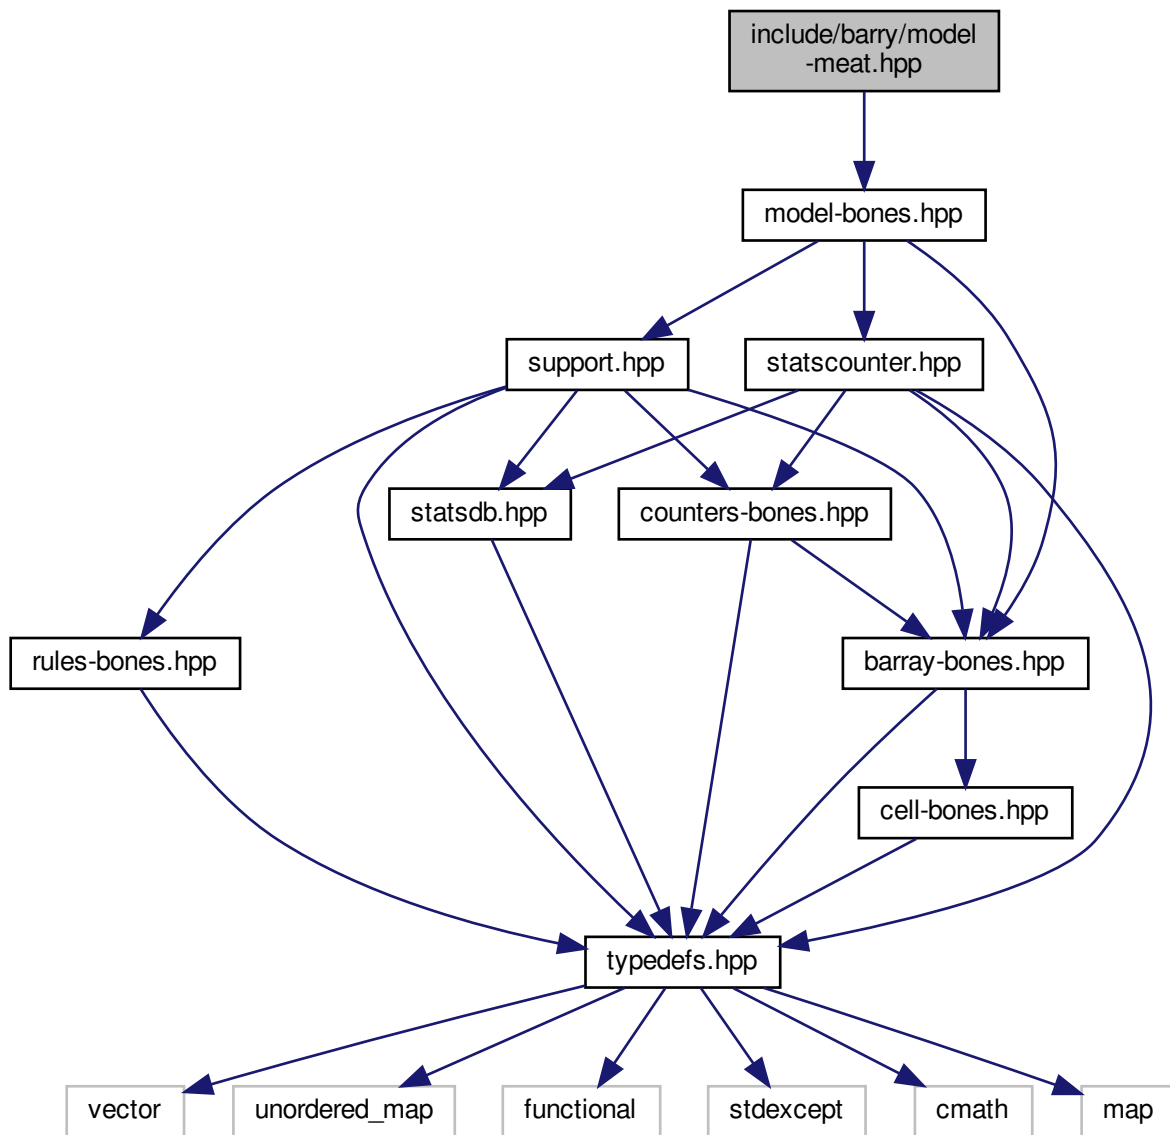 include/barry/model
-meat.hpp
model-bones.hpp
support.hpp
statscounter.hpp
statsdb.hpp
counters-bones.hpp
rules-bones.hpp
barray-bones.hpp
cell-bones.hpp
typedefs.hpp
vector
unordered_map
functional
stdexcept
cmath
map